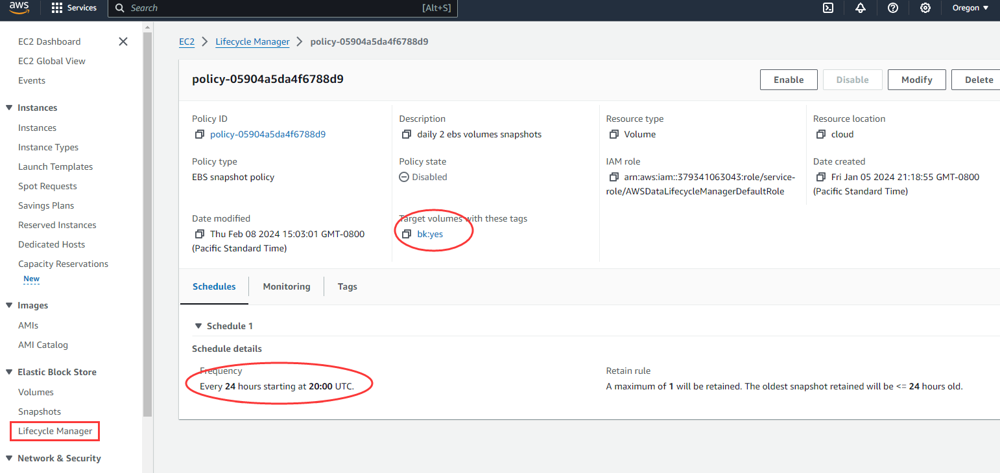 aws
Services
Search
[Alt+S]
Oregon
EC2 Dashboard
EC2 Global View
Events
Instances
Instances
Instance Types
Launch Templates
Spot Requests
Savings Plans
Reserved Instances
Dedicated Hosts
Capacity Reservations
New
Images
AMIs
AMI Catalog
Elastic Block Store
Volumes
Snapshots
Lifecycle Manager
Network & Security
EC2 > Lifecycle Manager > policy-05904a5da4f6788d9
policy-05904a5da4f6788d9
Enable
Disable
Modify
Delete
Policy ID
policy-05904a5da4f6788d9
Description
daily 2 ebs volumes snapshots
Resource type
Volume
Resource location
cloud
Policy type
EBS snapshot policy
Policy state
Disabled
IAM role
arn:aws:iam::379341063043:role/service-
role/AWSDataLifecycleManagerDefaultRole
Date created
Fri Jan 05 2024 21:18:55 GMT-0800
(Pacific Standard Time)
Date modified
Thu Feb 08 2024 15:03:01 GMT-0800
(Pacific Standard Time)
Target volumes with these tags
bk:yes
Schedules
Monitoring
Tags
Schedule 1
Schedule details
Frequency
Every 24 hours starting at 20:00 UTC.
Retain rule
A maximum of 1 will be retained. The oldest snapshot retained will be <= 24 hours old.